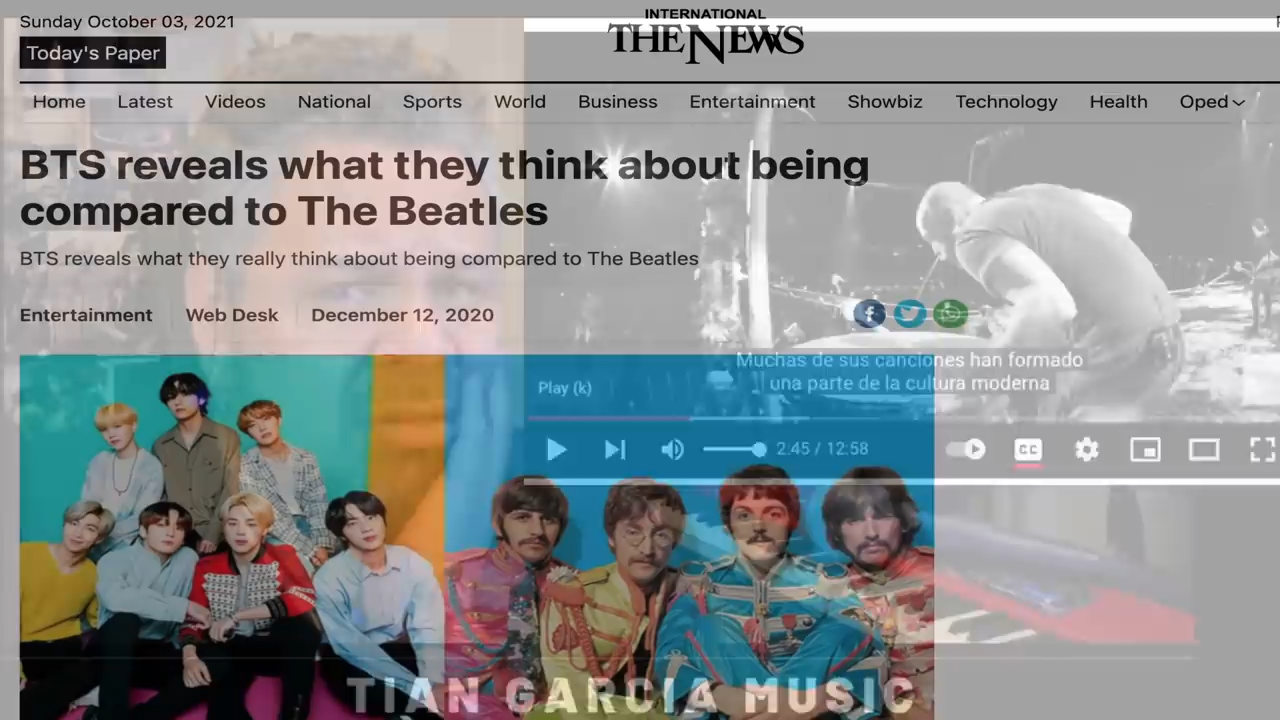 Sunday October 03, 2021
INTERNATIONAL
THE NEWS
Today's Paper
Home Latest Videos National Sports World Business Entertainment Showbiz Technology Health Oped
BTS reveals what they think about being
compared to The Beatles
BTS reveals what they really think about being compared to The Beatles
Entertainment Web Desk December 12, 2020
Muchas de sus canciones han formado
una parte de la cultura moderna
Play (k)
2:45 / 12:58
CC
TIAN GARCIA MUSIC